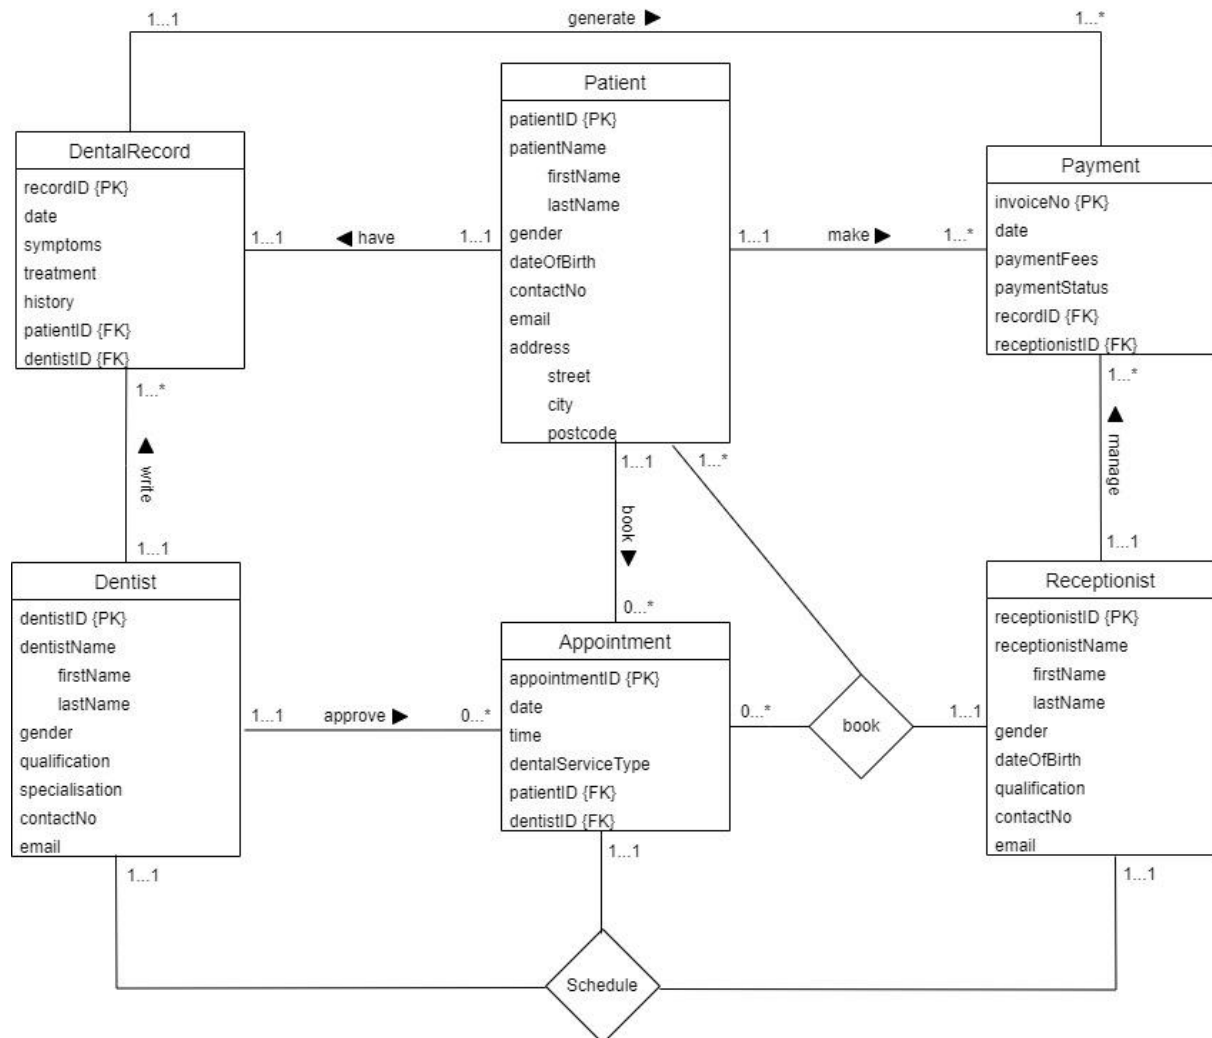 1...1
generate ▶
1...*
Patient
patientID {PK}
patientName
firstName
lastName
gender
dateOfBirth
contactNo
email
address
street
city
postcode
DentalRecord
recordID {PK}
date
symptoms
treatment
history
patientID {FK}
dentistID {FK}
Payment
invoiceNo {PK}
date
paymentFees
paymentStatus
recordID {FK}
receptionistID {FK}
1...1
◀ have
1...1
1...1
make ▶
1...*
1...*
write ▶
1...1
1...1
book ▶
0...*
1...*
1...*
manage ▶
1...1
Dentist
dentistID {PK}
dentistName
firstName
lastName
gender
qualification
specialisation
contactNo
email
1...1
approve ▶
0...*
Appointment
appointmentID {PK}
date
time
dentalServiceType
patientID {FK}
dentistID {FK}
0...*
book
1...1
Receptionist
receptionistID {PK}
receptionistName
firstName
lastName
gender
dateOfBirth
qualification
contactNo
email
1...1
1...1
1...1
Schedule